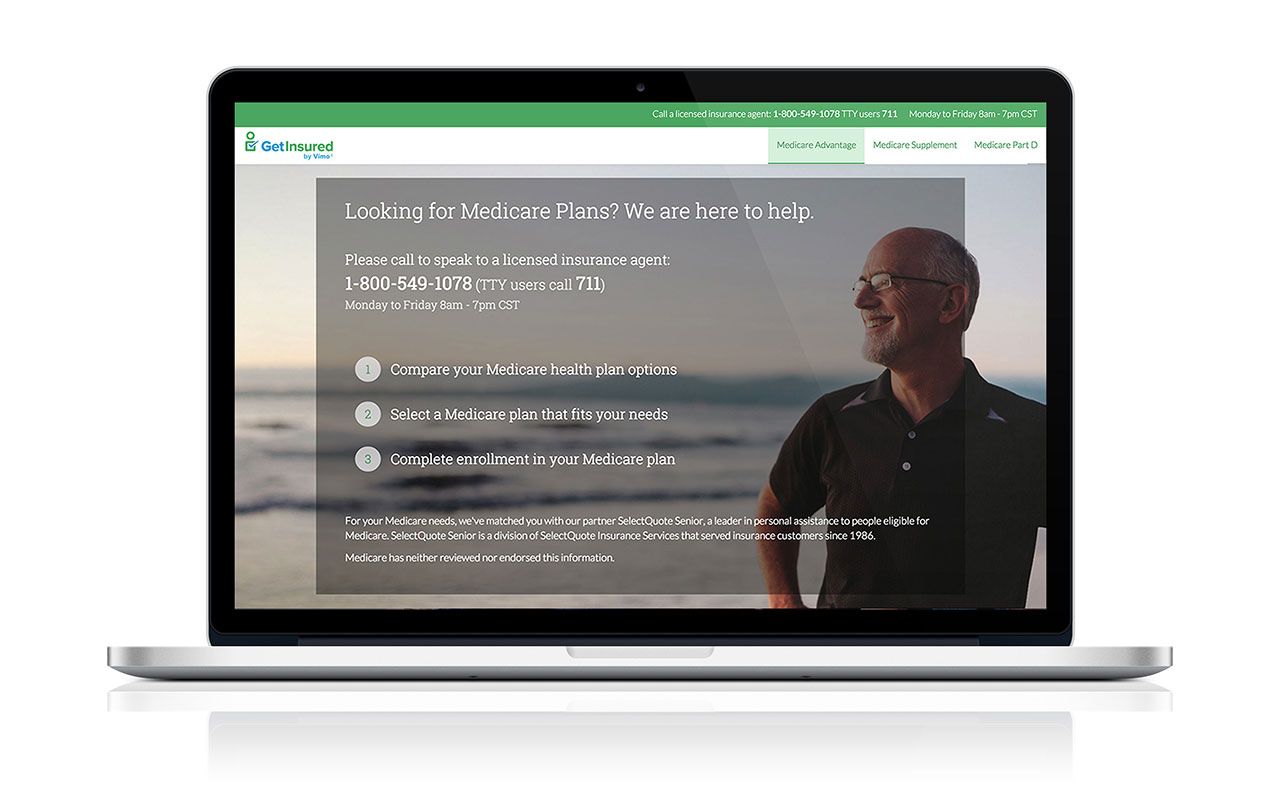 Call a licensed insurance agent: 1-800-549-1078 TTY users 711 Monday to Friday 8am - 7pm CST
GetInsured
by Vimo
Medicare Advantage Medicare Supplement Medicare Part D
Looking for Medicare Plans? We are here to help.
Please call to speak to a licensed insurance agent:
1-800-549-1078 (TTY users call 711)
Monday to Friday 8am - 7pm CST
1 Compare your Medicare health plan options
2 Select a Medicare plan that fits your needs
3 Complete enrollment in your Medicare plan
For your Medicare needs, we've matched you with our partner SelectQuote Senior, a leader in personal assistance to people eligible for
Medicare. SelectQuote Senior is a division of SelectQuote Insurance Services that served insurance customers since 1986.
Medicare has neither reviewed nor endorsed this information.